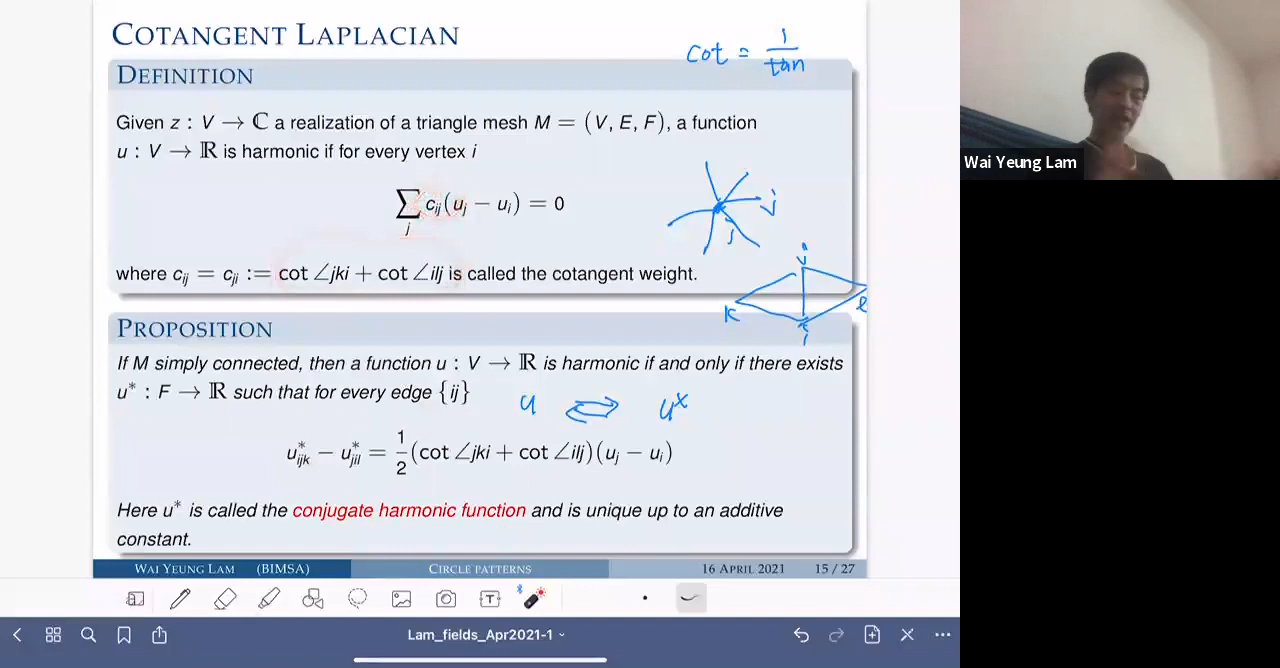 COTANGENT LAPLACIAN
cot = 1/tan
DEFINITION
Given z : V → ℂ a realization of a triangle mesh M = (V, E, F), a function
u : V → ℝ is harmonic if for every vertex i
∑_j c_ij(u_j − u_i) = 0
j
where c_ij = c_ji := cot ∠jki + cot ∠ilj is called the cotangent weight.
k
l
i
PROPOSITION
If M simply connected, then a function u : V → ℝ is harmonic if and only if there exists
u* : F → ℝ such that for every edge {ij}
u ⇔ u*
u*_ijk − u*_jil = 1/2 (cot ∠jki + cot ∠ilj)(u_j − u_i)
Here u* is called the conjugate harmonic function and is unique up to an additive
constant.
WAI YEUNG LAM (BIMSA) CIRCLE PATTERNS 16 APRIL 2021 15 / 27
Lam_fields_Apr2021-1
Wai Yeung Lam